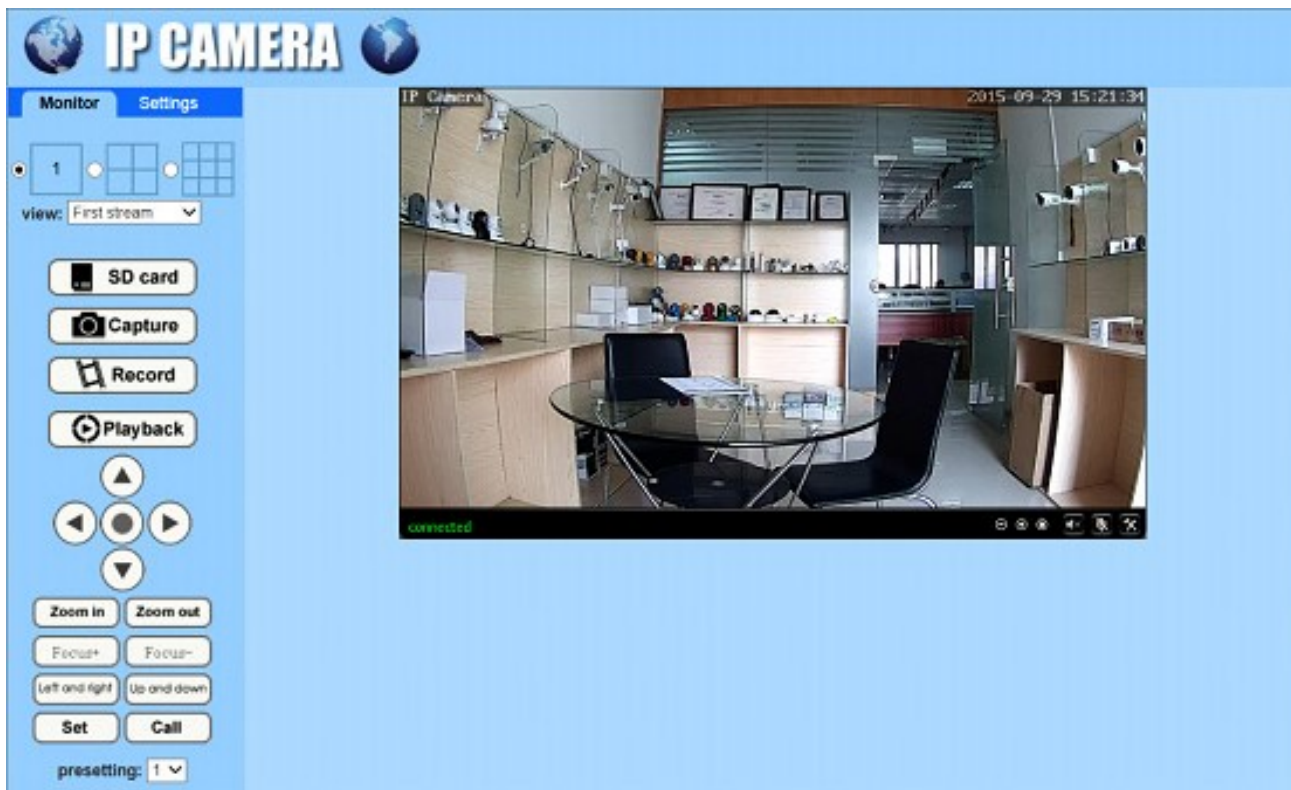 IP CAMERA
Monitor Settings
1
view: First stream
SD card
Capture
Record
Playback
Zoom in Zoom out
Focus+ Focus-
Left and right Up and down
Set Call
presetting: 1
IP Camera 2015-09-29 15:21:34
connected